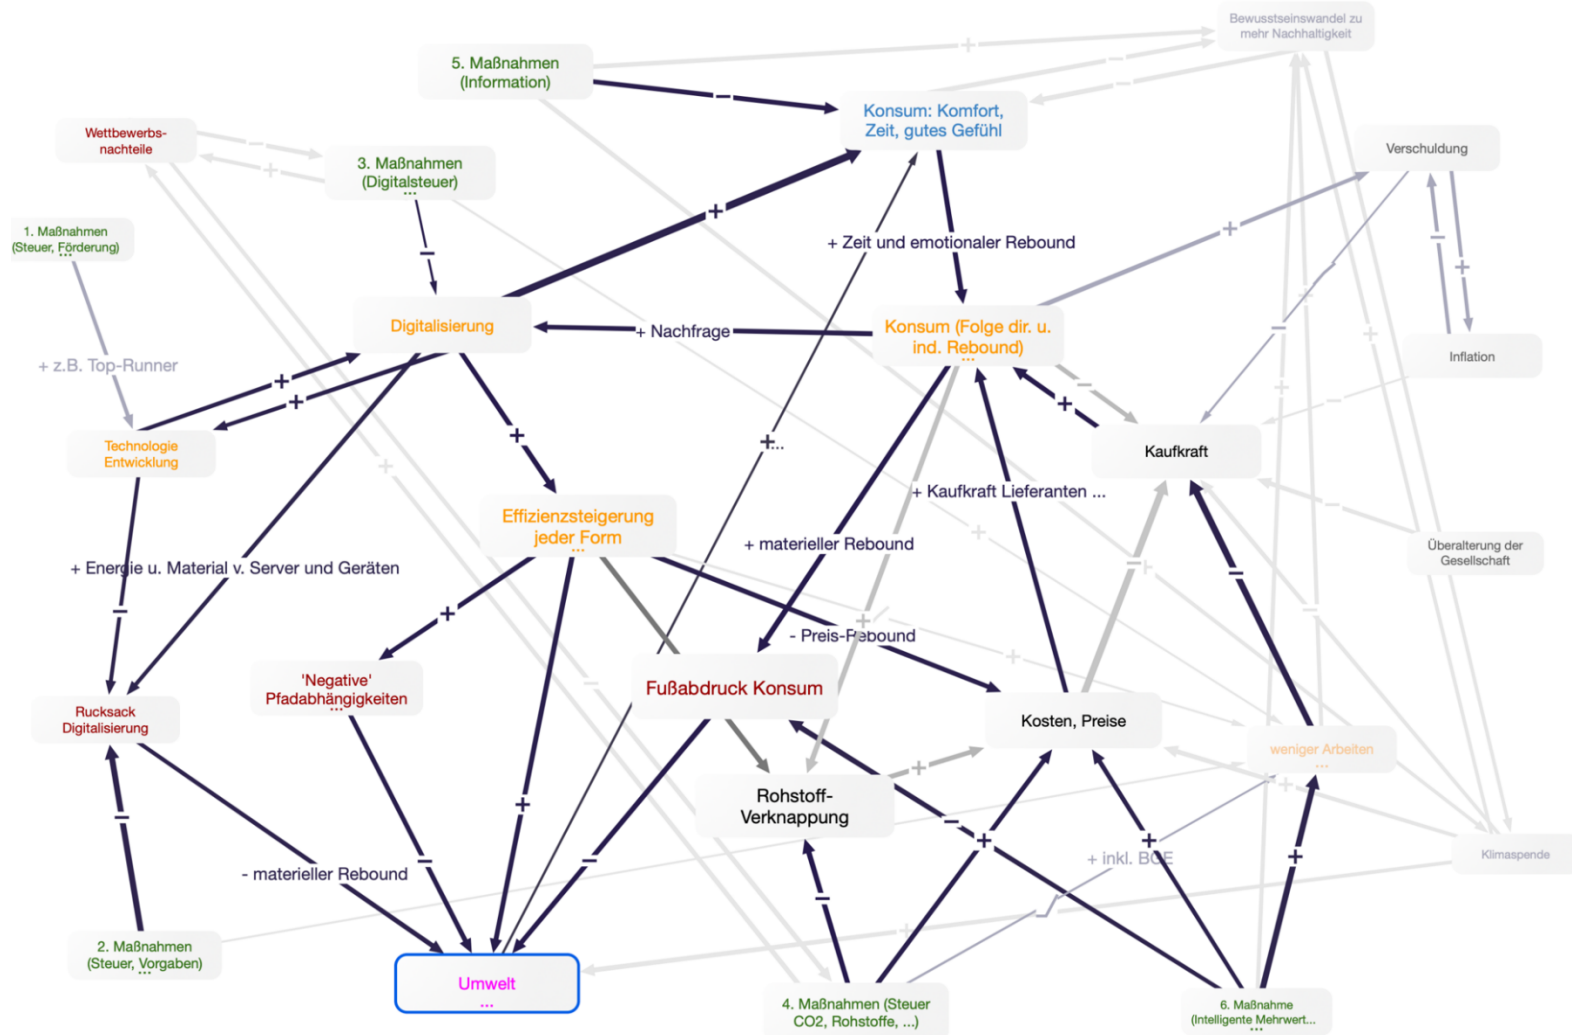 Bewusstseinswandel zu
mehr Nachhaltigkeit
+
5. Maßnahmen
(Information)
−
−
−
Konsum: Komfort,
Zeit, gutes Gefühl
Wettbewerbs-
nachteile
−
+
3. Maßnahmen
(Digitalsteuer)
...
Verschuldung
1. Maßnahmen
(Steuer, Förderung)
...
+
+
−
+ Zeit und emotionaler Rebound
−
−
+
+
Digitalisierung
+ Nachfrage
Konsum (Folge dir. u.
ind. Rebound)
...
−
+
Inflation
+ z.B. Top-Runner
+
+
−
+
+
−
−
Technologie
Entwicklung
+
+...
Kaufkraft
+
+ Kaufkraft Lieferanten ...
−
Effizienzsteigerung
jeder Form
...
+
+ materieller Rebound
Überalterung der
Gesellschaft
+ Energie u. Material v. Server und Geräten
−
+
−
−
+
+
−
- Preis-Rebound
+
'Negative'
Pfadabhängigkeiten
...
Fußabdruck Konsum
−
Rucksack
Digitalisierung
Kosten, Preise
weniger Arbeiten
...
+
+
Rohstoff-
Verknappung
−
+
−
+
+
+
Klimaspende
−
−
+ inkl. BGE
- materieller Rebound
−
+
2. Maßnahmen
(Steuer, Vorgaben)
...
Umwelt
...
4. Maßnahmen (Steuer
CO2, Rohstoffe, ...)
6. Maßnahme
(Intelligente Mehrwert...
...